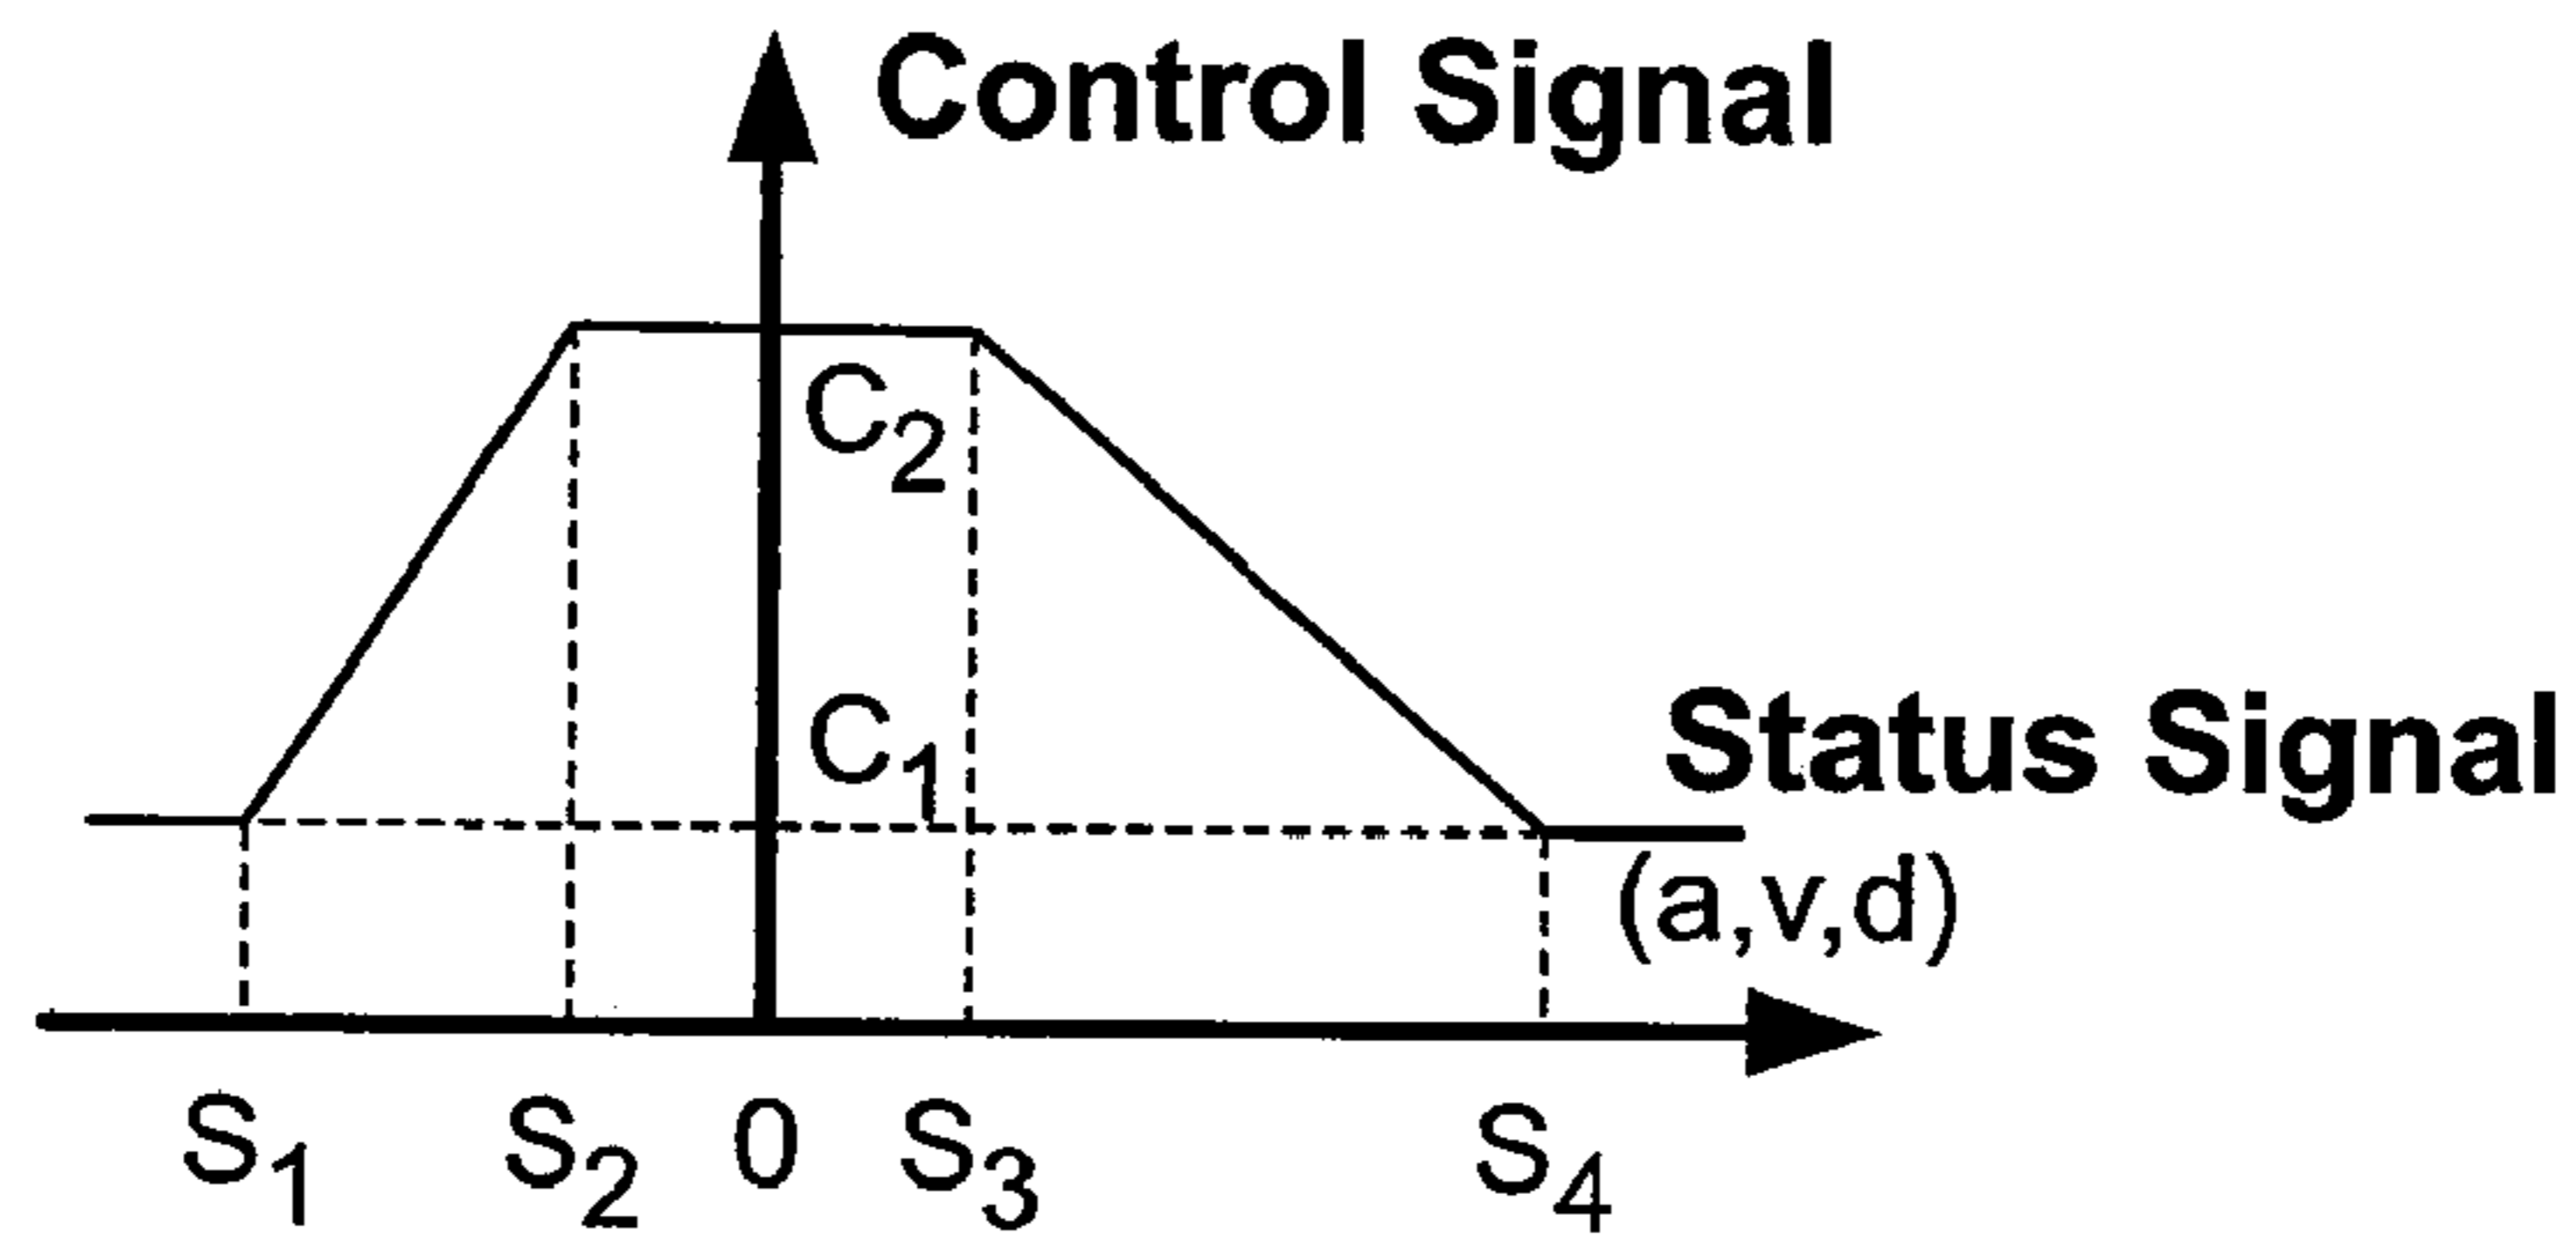 Control Signal
C₂
C₁
Status Signal
(a,v,d)
S₁ S₂ 0 S₃ S₄